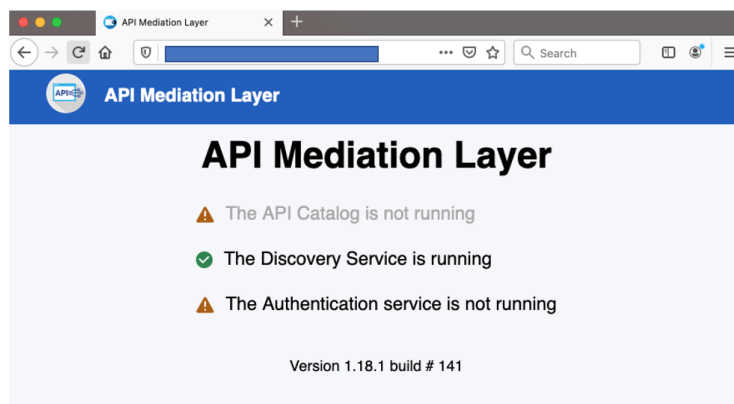 API Mediation Layer
Search
API
API Mediation Layer
API Mediation Layer
The API Catalog is not running
The Discovery Service is running
The Authentication service is not running
Version 1.18.1 build # 141